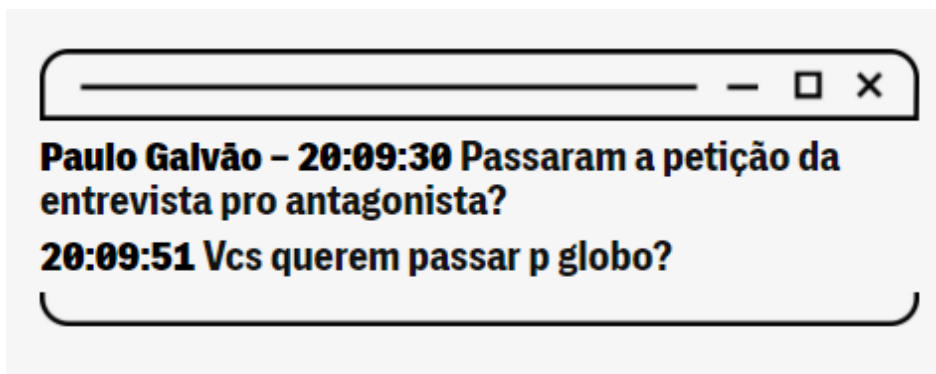 Paulo Galvão – 20:09:30 Passaram a petição da
entrevista pro antagonista?
20:09:51 Vcs querem passar p globo?